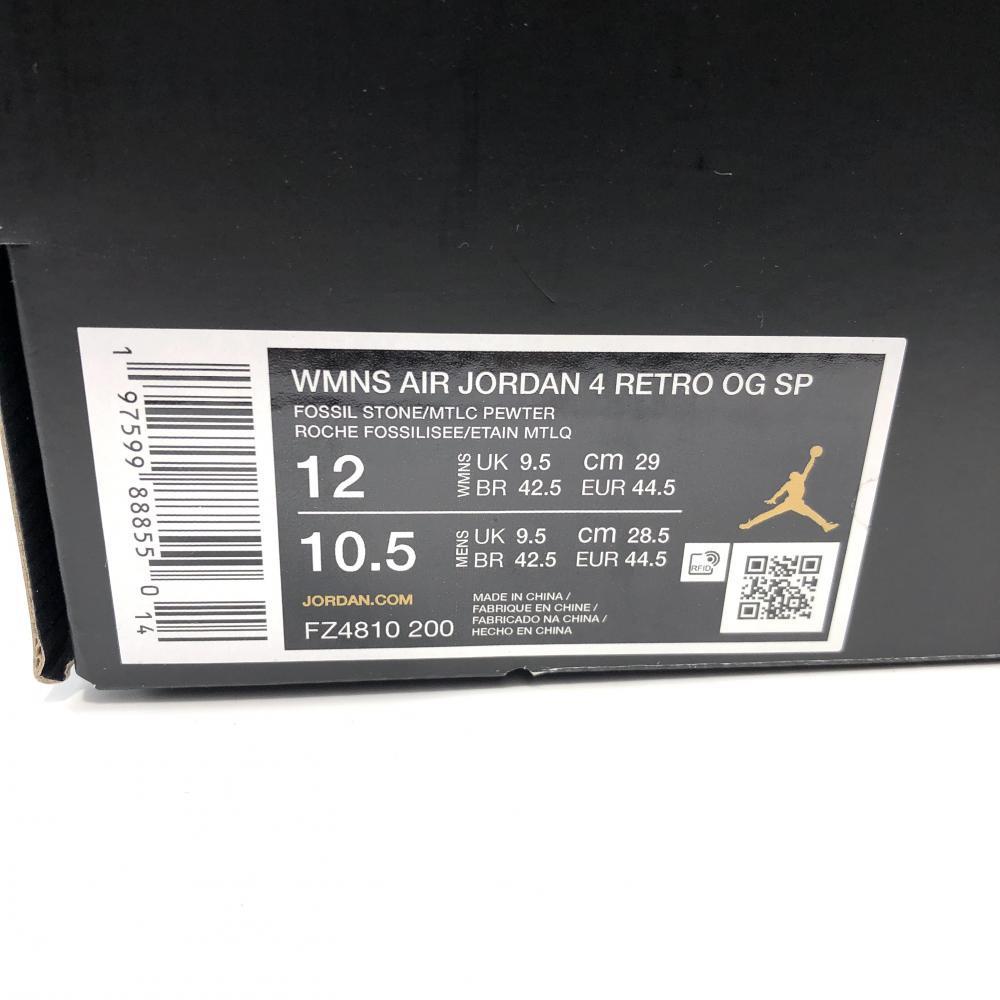 WMNS AIR JORDAN 4 RETRO OG SP
FOSSIL STONE/MTLC PEWTER
ROCHE FOSSILISEE/ETAIN MTLQ
12 WMNS UK 9.5 cm 29
BR 42.5 EUR 44.5
10.5 MENS UK 9.5 cm 28.5
BR 42.5 EUR 44.5
RFID
JORDAN.COM
FZ4810 200
MADE IN CHINA /
FABRIQUE EN CHINE /
FABRICADO NA CHINA /
HECHO EN CHINA
1 97599 88855 0 14